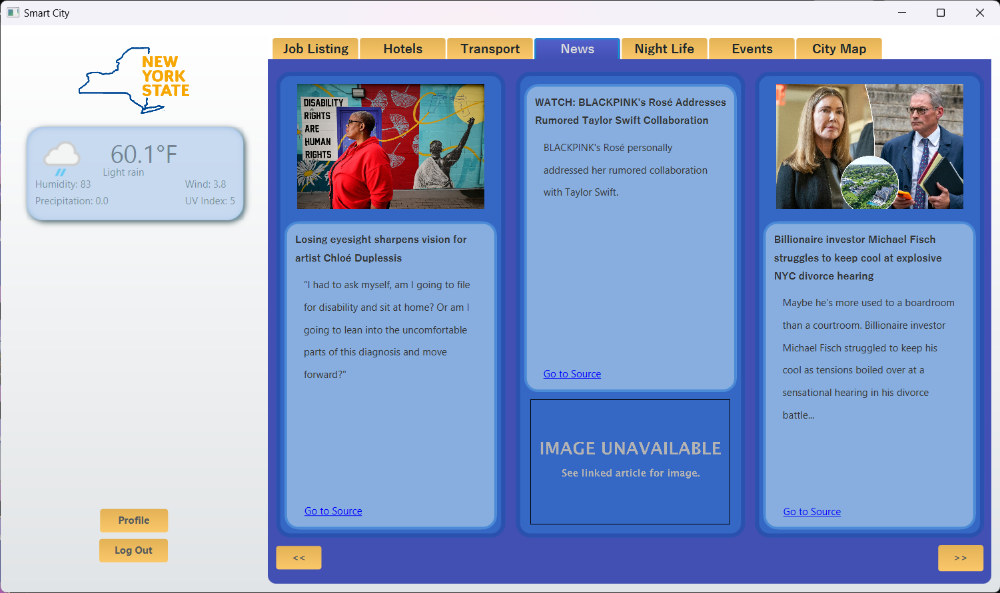 Smart City
NEW
YORK
STATE
60.1°F
Light rain
Humidity: 83
Wind: 3.8
Precipitation: 0.0
UV Index: 5
Profile
Log Out
Job Listing
Hotels
Transport
News
Night Life
Events
City Map
DISABILITY
RIGHTS
ARE
HUMAN
RIGHTS
Losing eyesight sharpens vision for
artist Chloé Duplessis
“I had to ask myself, am I going to file
for disability and sit at home? Or am I
going to lean into the uncomfortable
parts of this diagnosis and move
forward?"
Go to Source
WATCH: BLACKPINK's Rosé Addresses
Rumored Taylor Swift Collaboration
BLACKPINK's Rosé personally
addressed her rumored collaboration
with Taylor Swift.
Go to Source
IMAGE UNAVAILABLE
See linked article for image.
Billionaire investor Michael Fisch
struggles to keep cool at explosive
NYC divorce hearing
Maybe he’s more used to a boardroom
than a courtroom. Billionaire investor
Michael Fisch struggled to keep his
cool as tensions boiled over at a
sensational hearing in his divorce
battle...
Go to Source
<<
>>